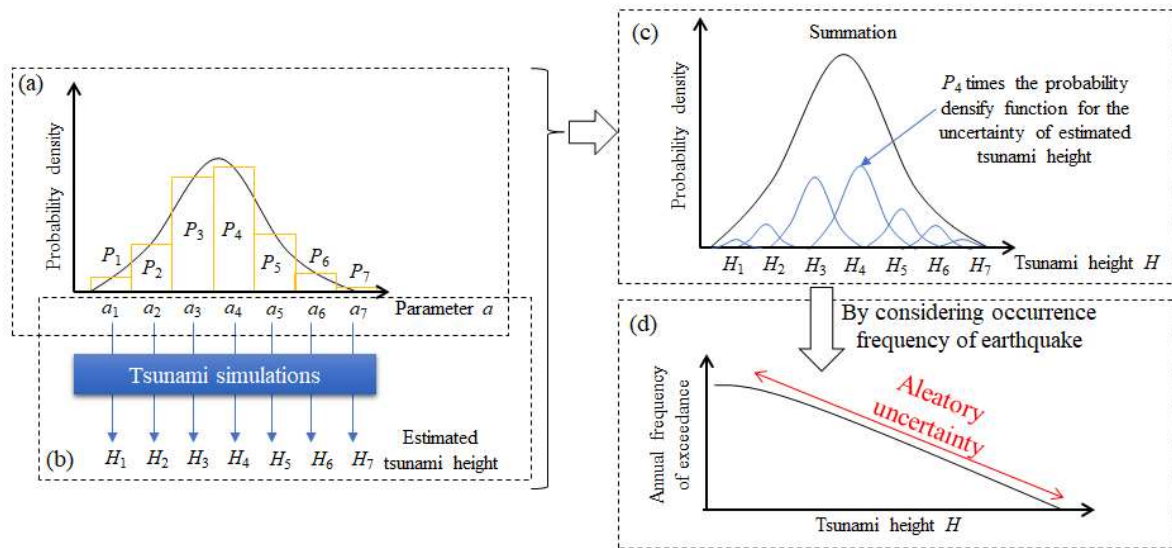 (a)
Probability density
P1
P2
P3
P4
P5
P6
P7
a1 a2 a3 a4 a5 a6 a7 Parameter a
Tsunami simulations
(b)
H1 H2 H3 H4 H5 H6 H7
Estimated
tsunami height
(c)
Probability density
Summation
P4 times the probability
densify function for the
uncertainty of estimated
tsunami height
H1 H2 H3 H4 H5 H6 H7 Tsunami height H
By considering occurrence
frequency of earthquake
(d)
Annual frequency
of exceedance
Aleatory
uncertainty
Tsunami height H